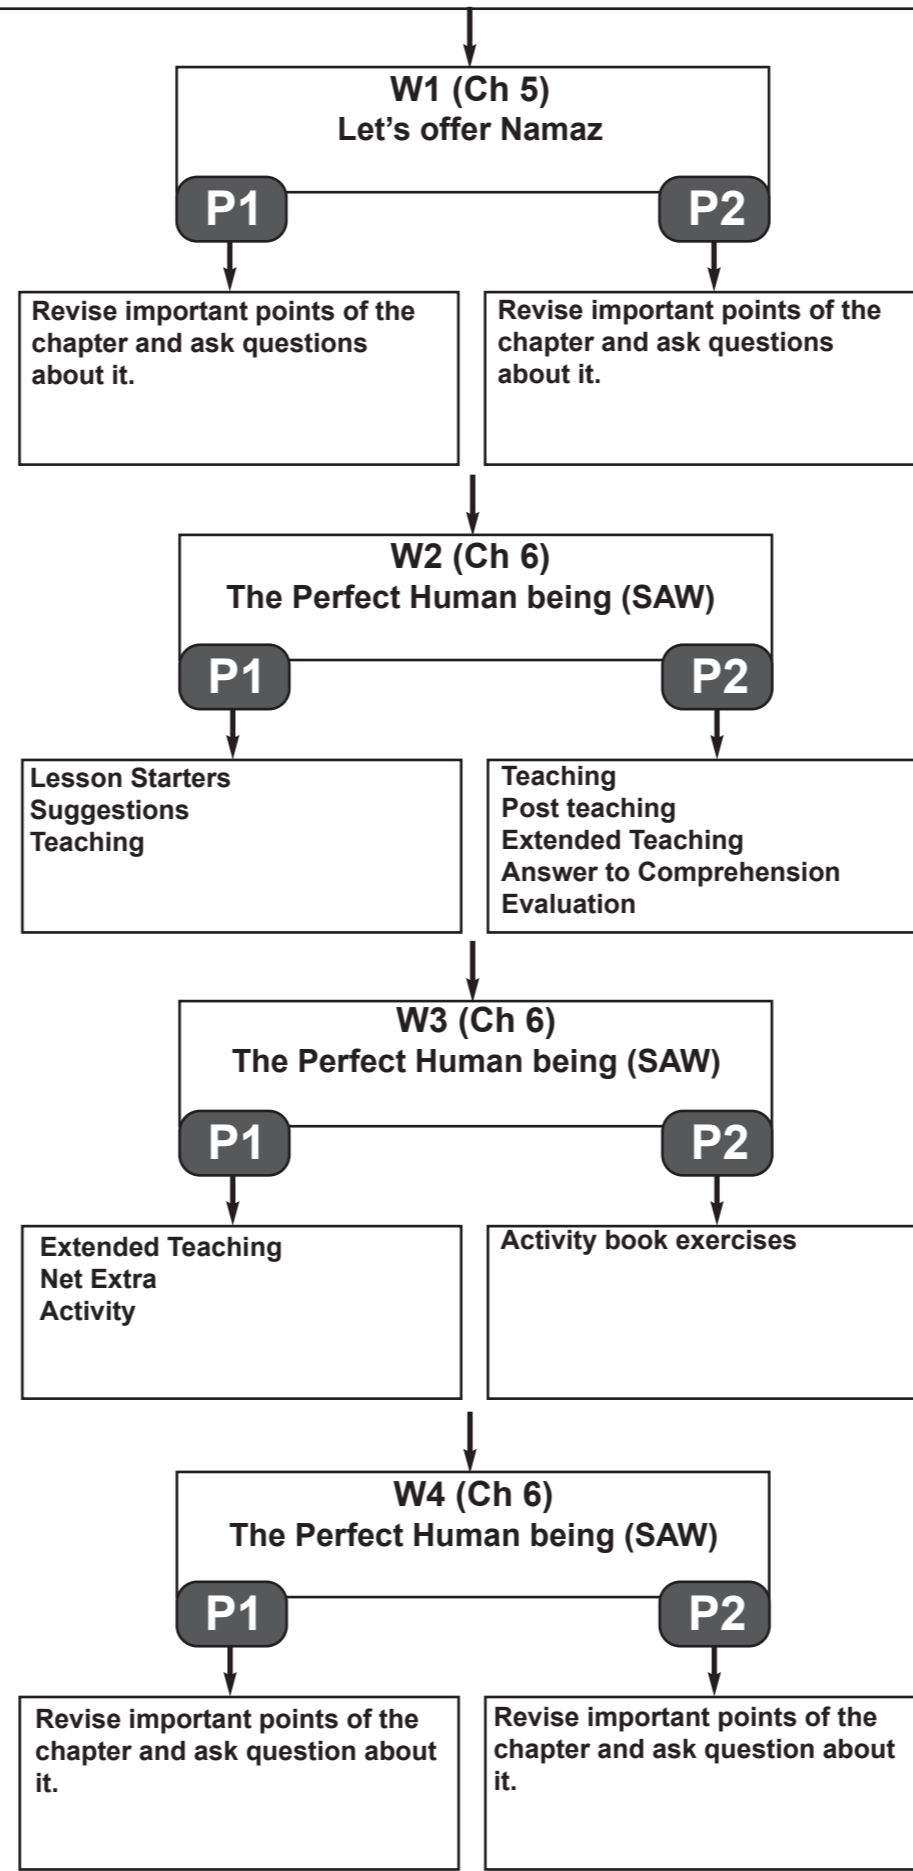 W1 (Ch 5)
Let's offer Namaz
P1
P2
Revise important points of the
chapter and ask questions
about it.
Revise important points of the
chapter and ask questions
about it.
W2 (Ch 6)
The Perfect Human being (SAW)
P1
P2
Lesson Starters
Suggestions
Teaching
Teaching
Post teaching
Extended Teaching
Answer to Comprehension
Evaluation
W3 (Ch 6)
The Perfect Human being (SAW)
P1
P2
Extended Teaching
Net Extra
Activity
Activity book exercises
W4 (Ch 6)
The Perfect Human being (SAW)
P1
P2
Revise important points of the
chapter and ask question about
it.
Revise important points of the
chapter and ask question about
it.